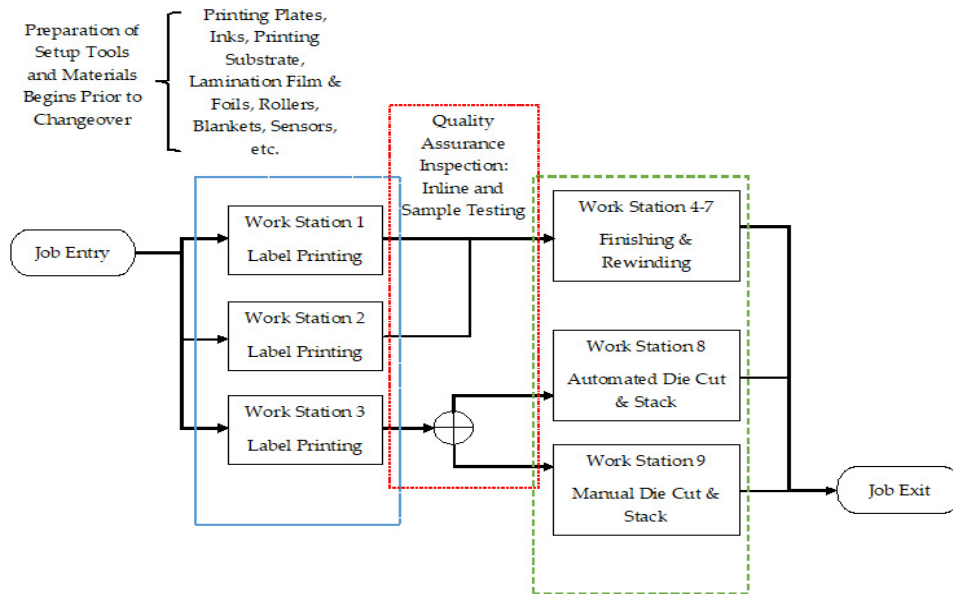 Preparation of
Setup Tools
and Materials
Begins Prior to
Changeover
Printing Plates,
Inks, Printing
Substrate,
Lamination Film &
Foils, Rollers,
Blankets, Sensors,
etc.
Quality
Assurance
Inspection:
Inline and
Sample Testing
Job Entry
Work Station 1
Label Printing
Work Station 2
Label Printing
Work Station 3
Label Printing
Work Station 4-7
Finishing &
Rewinding
Work Station 8
Automated Die Cut
& Stack
Work Station 9
Manual Die Cut &
Stack
Job Exit